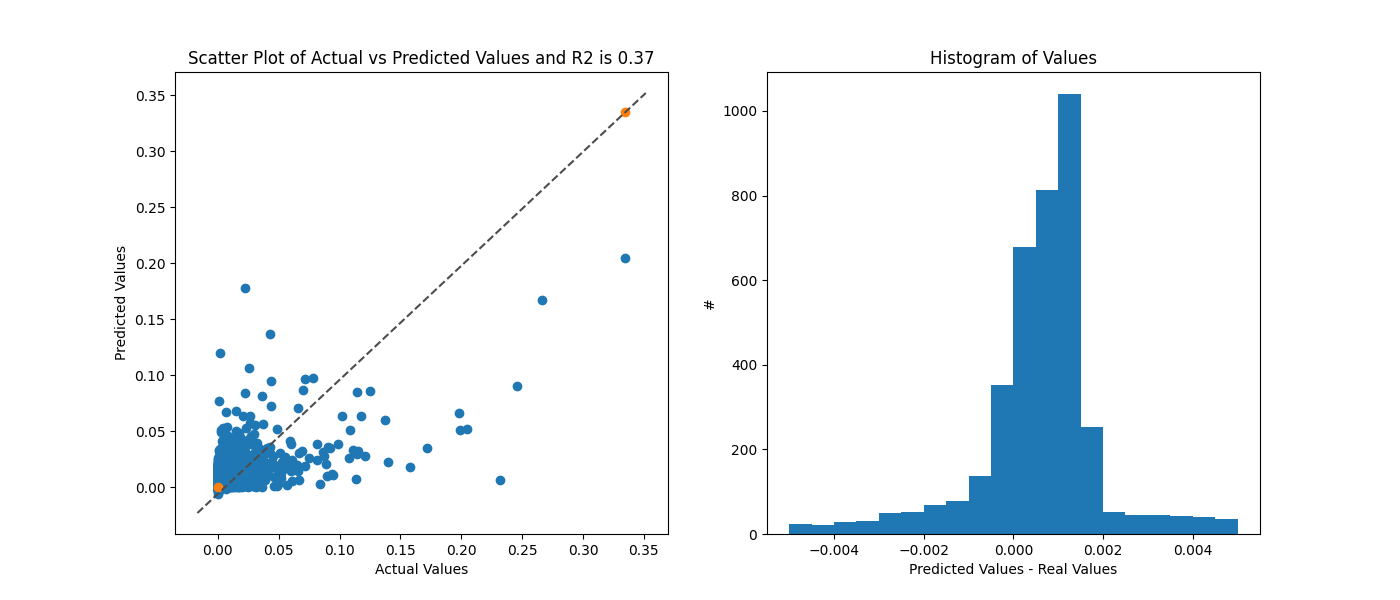 Scatter Plot of Actual vs Predicted Values and R2 is 0.37
Predicted Values
0.35
0.30
0.25
0.20
0.15
0.10
0.05
0.00
0.00 0.05 0.10 0.15 0.20 0.25 0.30 0.35
Actual Values
Histogram of Values
#
1000
800
600
400
200
0
−0.004 −0.002 0.000 0.002 0.004
Predicted Values - Real Values